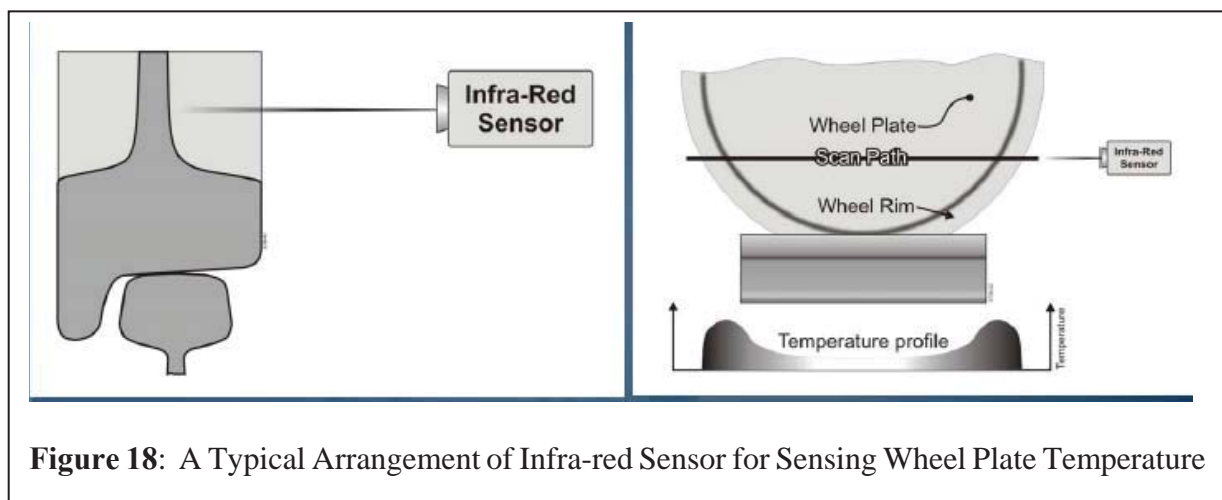 Infra-Red
Sensor
Wheel Plate
Scan Path
Infra-Red
Sensor
Wheel Rim
Temperature profile
Temperature
Figure 18: A Typical Arrangement of Infra-red Sensor for Sensing Wheel Plate Temperature